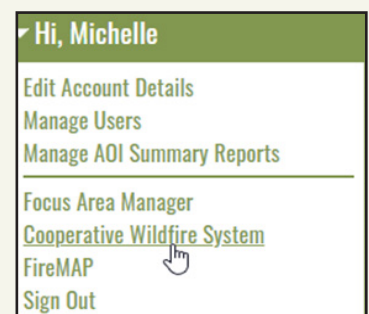 Hi, Michelle
Edit Account Details
Manage Users
Manage AOI Summary Reports
Focus Area Manager
Cooperative Wildfire System
FireMAP
Sign Out